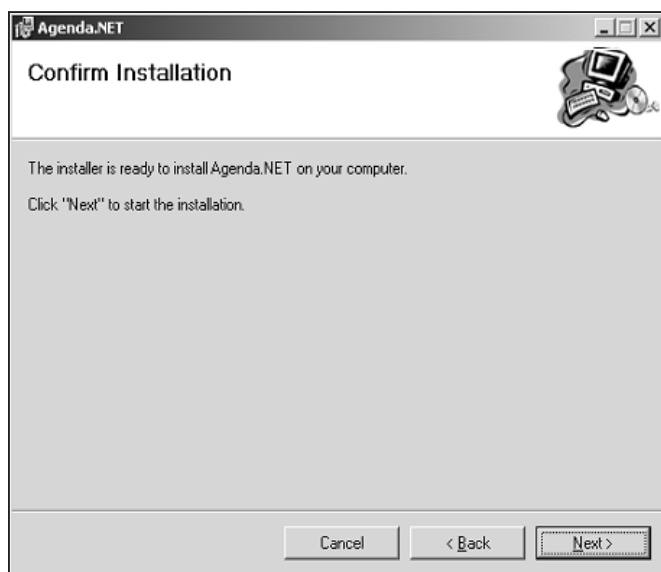 Agenda.NET
Confirm Installation
The installer is ready to install Agenda.NET on your computer.
Click "Next" to start the installation.
Cancel
< Back
Next >